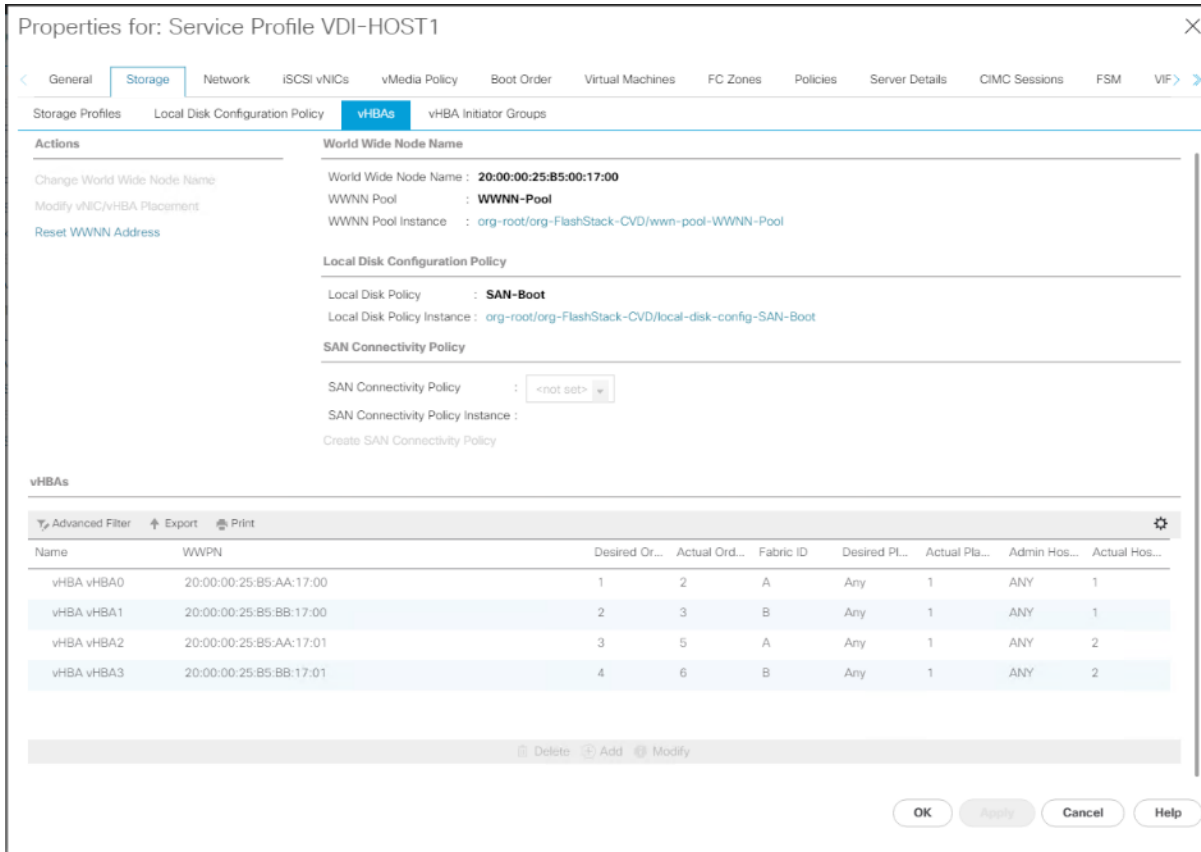 Properties for: Service Profile VDI-HOST1
General Storage Network iSCSI vNICs vMedia Policy Boot Order Virtual Machines FC Zones Policies Server Details CIMC Sessions FSM VIF
Storage Profiles Local Disk Configuration Policy vHBAs vHBA Initiator Groups
Actions
Change World Wide Node Name
Modify vNIC/vHBA Placement
Reset WWNN Address
World Wide Node Name
World Wide Node Name : 20:00:00:25:B5:00:17:00
WWNN Pool : WWNN-Pool
WWNN Pool Instance : org-root/org-FlashStack-CVD/wwn-pool-WWNN-Pool
Local Disk Configuration Policy
Local Disk Policy : SAN-Boot
Local Disk Policy Instance : org-root/org-FlashStack-CVD/local-disk-config-SAN-Boot
SAN Connectivity Policy
SAN Connectivity Policy : <not set>
SAN Connectivity Policy Instance :
Create SAN Connectivity Policy
vHBAs
Advanced Filter Export Print
Name WWPN Desired Or... Actual Ord... Fabric ID Desired Pl... Actual Pla... Admin Hos... Actual Hos...
vHBA vHBA0 20:00:00:25:B5:AA:17:00 1 2 A Any 1 ANY 1
vHBA vHBA1 20:00:00:25:B5:BB:17:00 2 3 B Any 1 ANY 1
vHBA vHBA2 20:00:00:25:B5:AA:17:01 3 5 A Any 1 ANY 2
vHBA vHBA3 20:00:00:25:B5:BB:17:01 4 6 B Any 1 ANY 2
Delete Add Modify
OK Apply Cancel Help